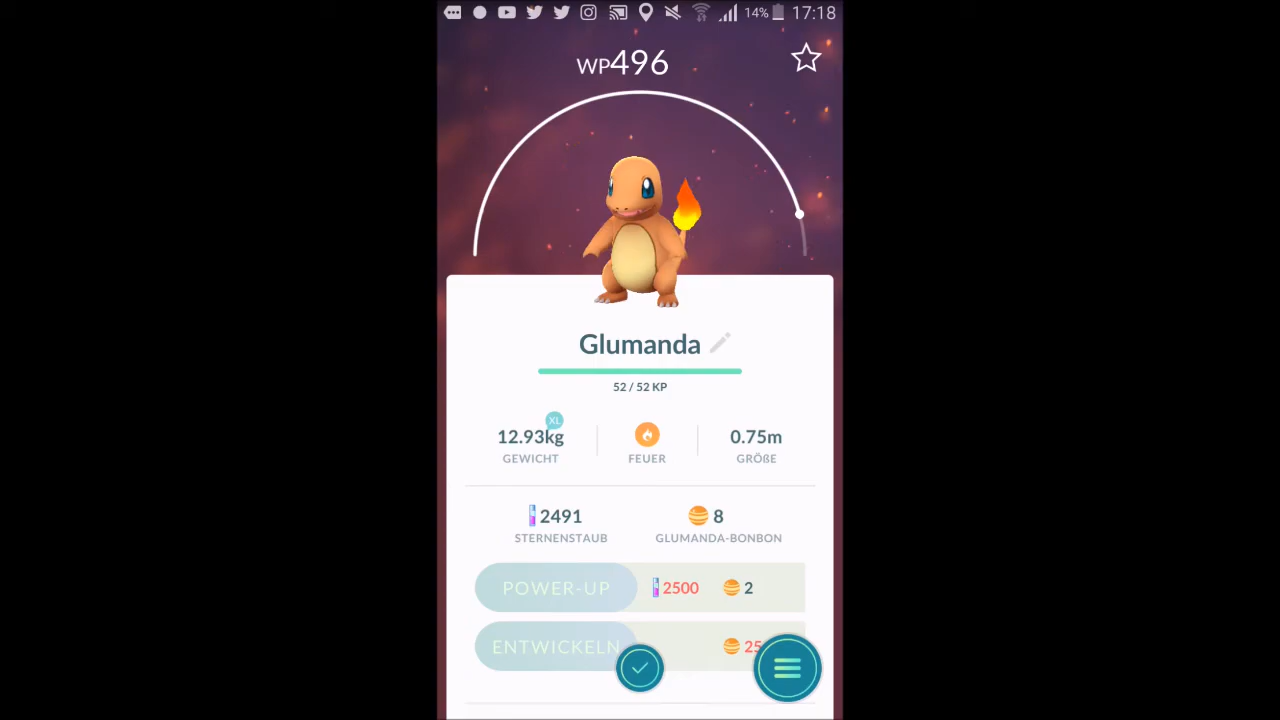 14% 17:18
WP496
Glumanda
52 / 52 KP
XL
12.93kg 0.75m
GEWICHT FEUER GRÖßE
2491 8
STERNENSTAUB GLUMANDA-BONBON
POWER-UP 2500 2
ENTWICKELN 25